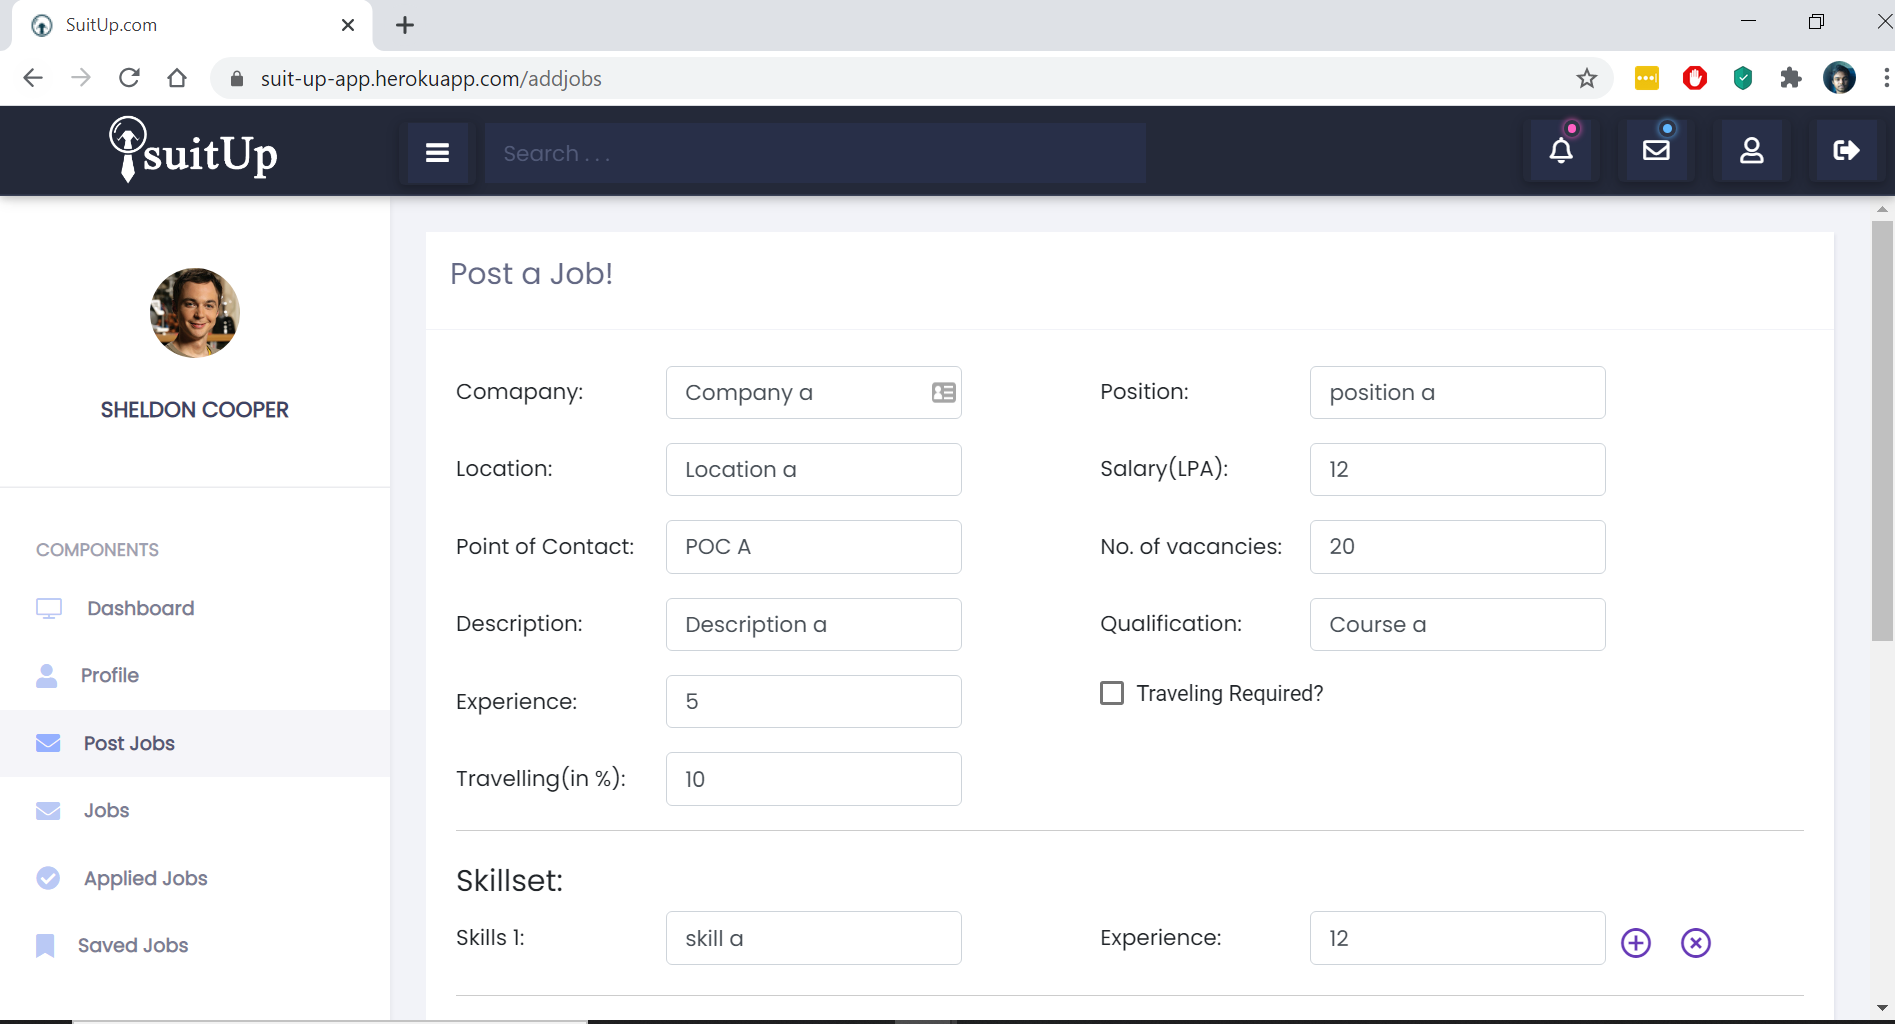 SuitUp.com
suit-up-app.herokuapp.com/addjobs
suitUp
Search . . .
SHELDON COOPER
COMPONENTS
Dashboard
Profile
Post Jobs
Jobs
Applied Jobs
Saved Jobs
Post a Job!
Comapany: Company a Position: position a
Location: Location a Salary(LPA): 12
Point of Contact: POC A No. of vacancies: 20
Description: Description a Qualification: Course a
Experience: 5 Traveling Required?
Travelling(in %): 10
Skillset:
Skills 1: skill a Experience: 12